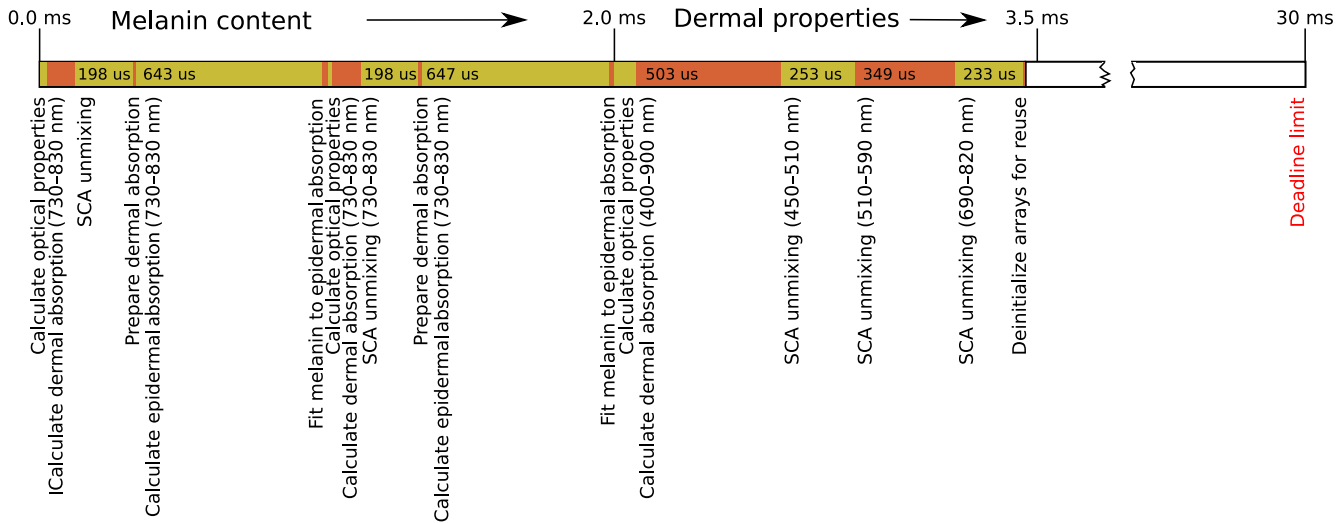 0.0 ms
Melanin content
2.0 ms
Dermal properties
3.5 ms
30 ms
198 us
643 us
198 us
647 us
503 us
253 us
349 us
233 us
Calculate optical properties
ICalculate dermal absorption (730–830 nm)
SCA unmixing
Prepare dermal absorption
Calculate epidermal absorption (730–830 nm)
Fit melanin to epidermal absorption
Calculate optical properties
Calculate dermal absorption (730–830 nm)
SCA unmixing (730–830 nm)
Prepare dermal absorption
Calculate epidermal absorption (730–830 nm)
Fit melanin to epidermal absorption
Calculate optical properties
Calculate dermal absorption (400–900 nm)
SCA unmixing (450–510 nm)
SCA unmixing (510–590 nm)
SCA unmixing (690–820 nm)
Deinitialize arrays for reuse
Deadline limit